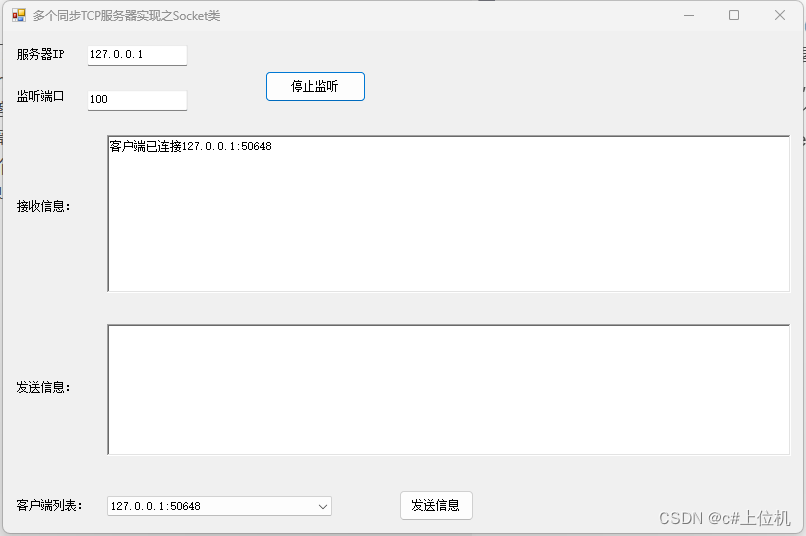 多个同步TCP服务器实现之Socket类
服务器IP 127.0.0.1
停止监听
监听端口 100
客户端已连接127.0.0.1:50648
接收信息：
发送信息：
客户端列表： 127.0.0.1:50648 发送信息
CSDN @c#上位机